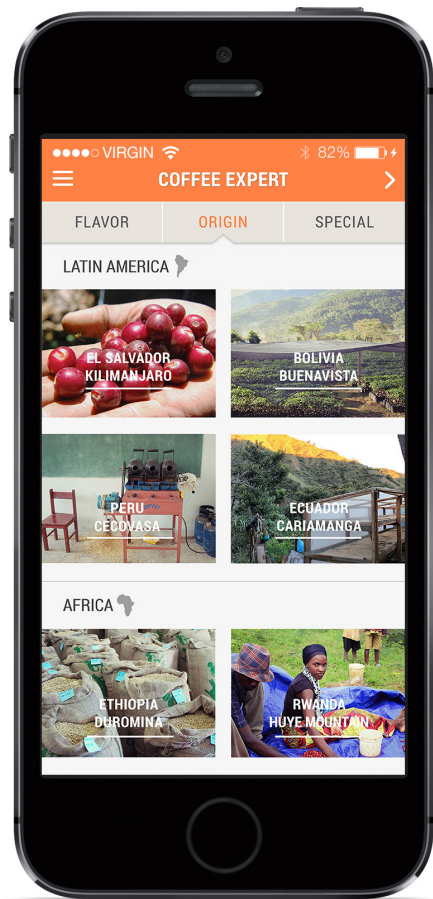 VIRGIN 82%
COFFEE EXPERT
FLAVOR ORIGIN SPECIAL
LATIN AMERICA
EL SALVADOR
KILIMANJARO
BOLIVIA
BUENAVISTA
PERU
CECOVASA
ECUADOR
CARIAMANGA
AFRICA
ETHIOPIA
DUROMINA
RWANDA
HUYE MOUNTAIN